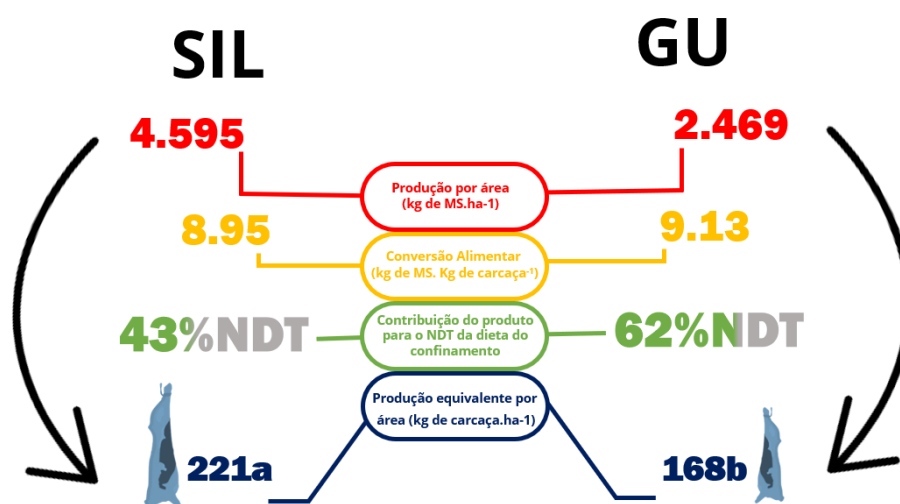 SIL
GU
4.595
2.469
Produção por área
(kg de MS.ha-1)
8.95
9.13
Conversão Alimentar
(kg de MS. Kg de carcaça⁻¹)
43%NDT
62%NDT
Contribuição do produto
para o NDT da dieta do
confinamento
Produção equivalente por
área (kg de carcaça.ha-1)
221a
168b